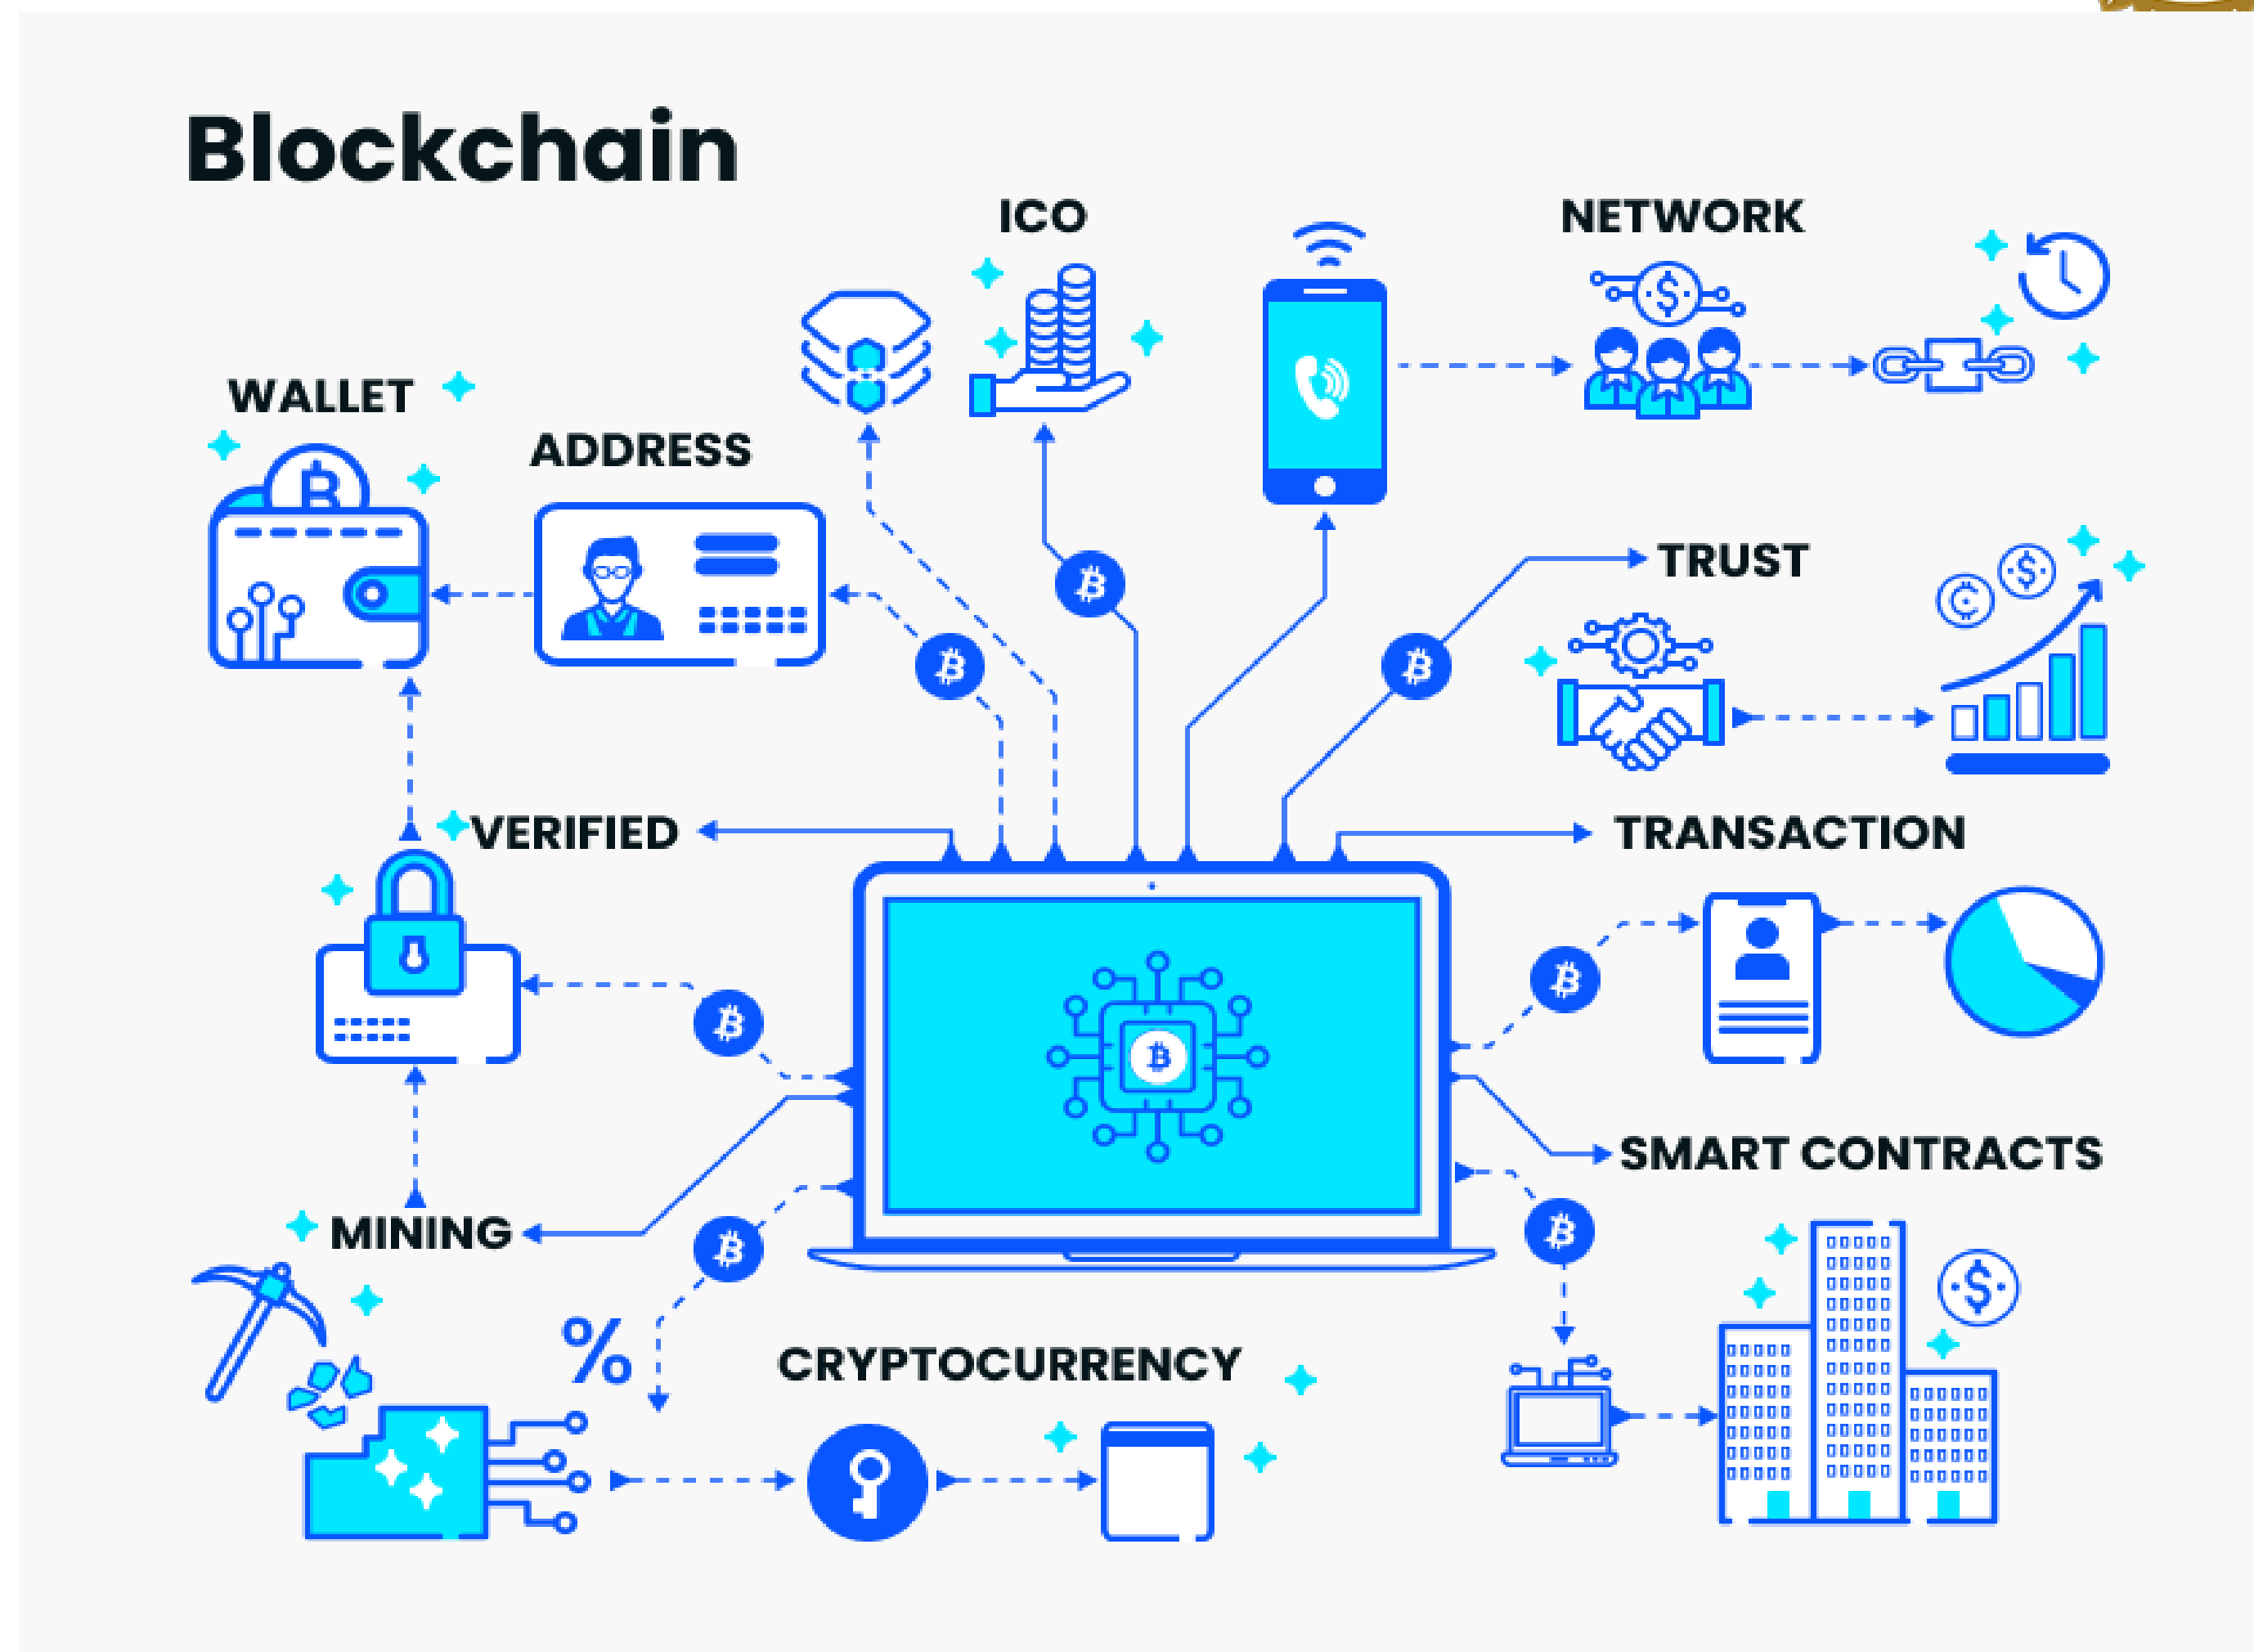 Blockchain
ICO
NETWORK
WALLET
ADDRESS
TRUST
VERIFIED
TRANSACTION
SMART CONTRACTS
MINING
%
CRYPTOCURRENCY